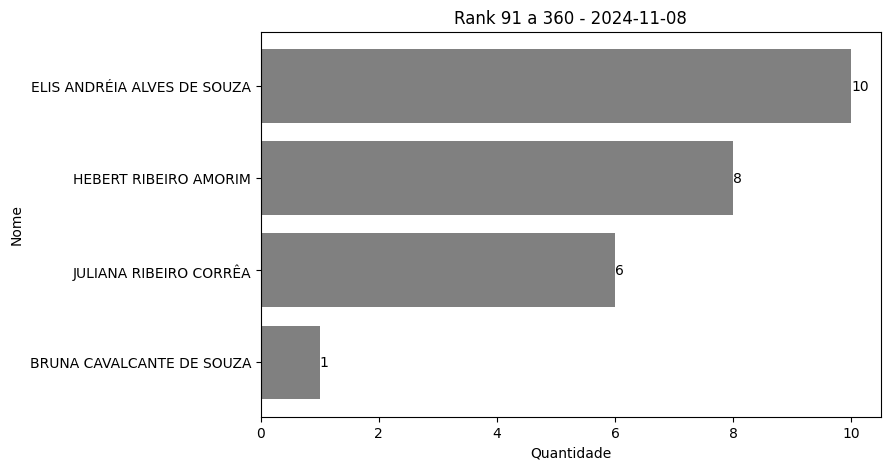 Rank 91 a 360 - 2024-11-08
Nome
ELIS ANDRÉIA ALVES DE SOUZA
10
HEBERT RIBEIRO AMORIM
8
JULIANA RIBEIRO CORRÊA
6
BRUNA CAVALCANTE DE SOUZA
1
0 2 4 6 8 10
Quantidade